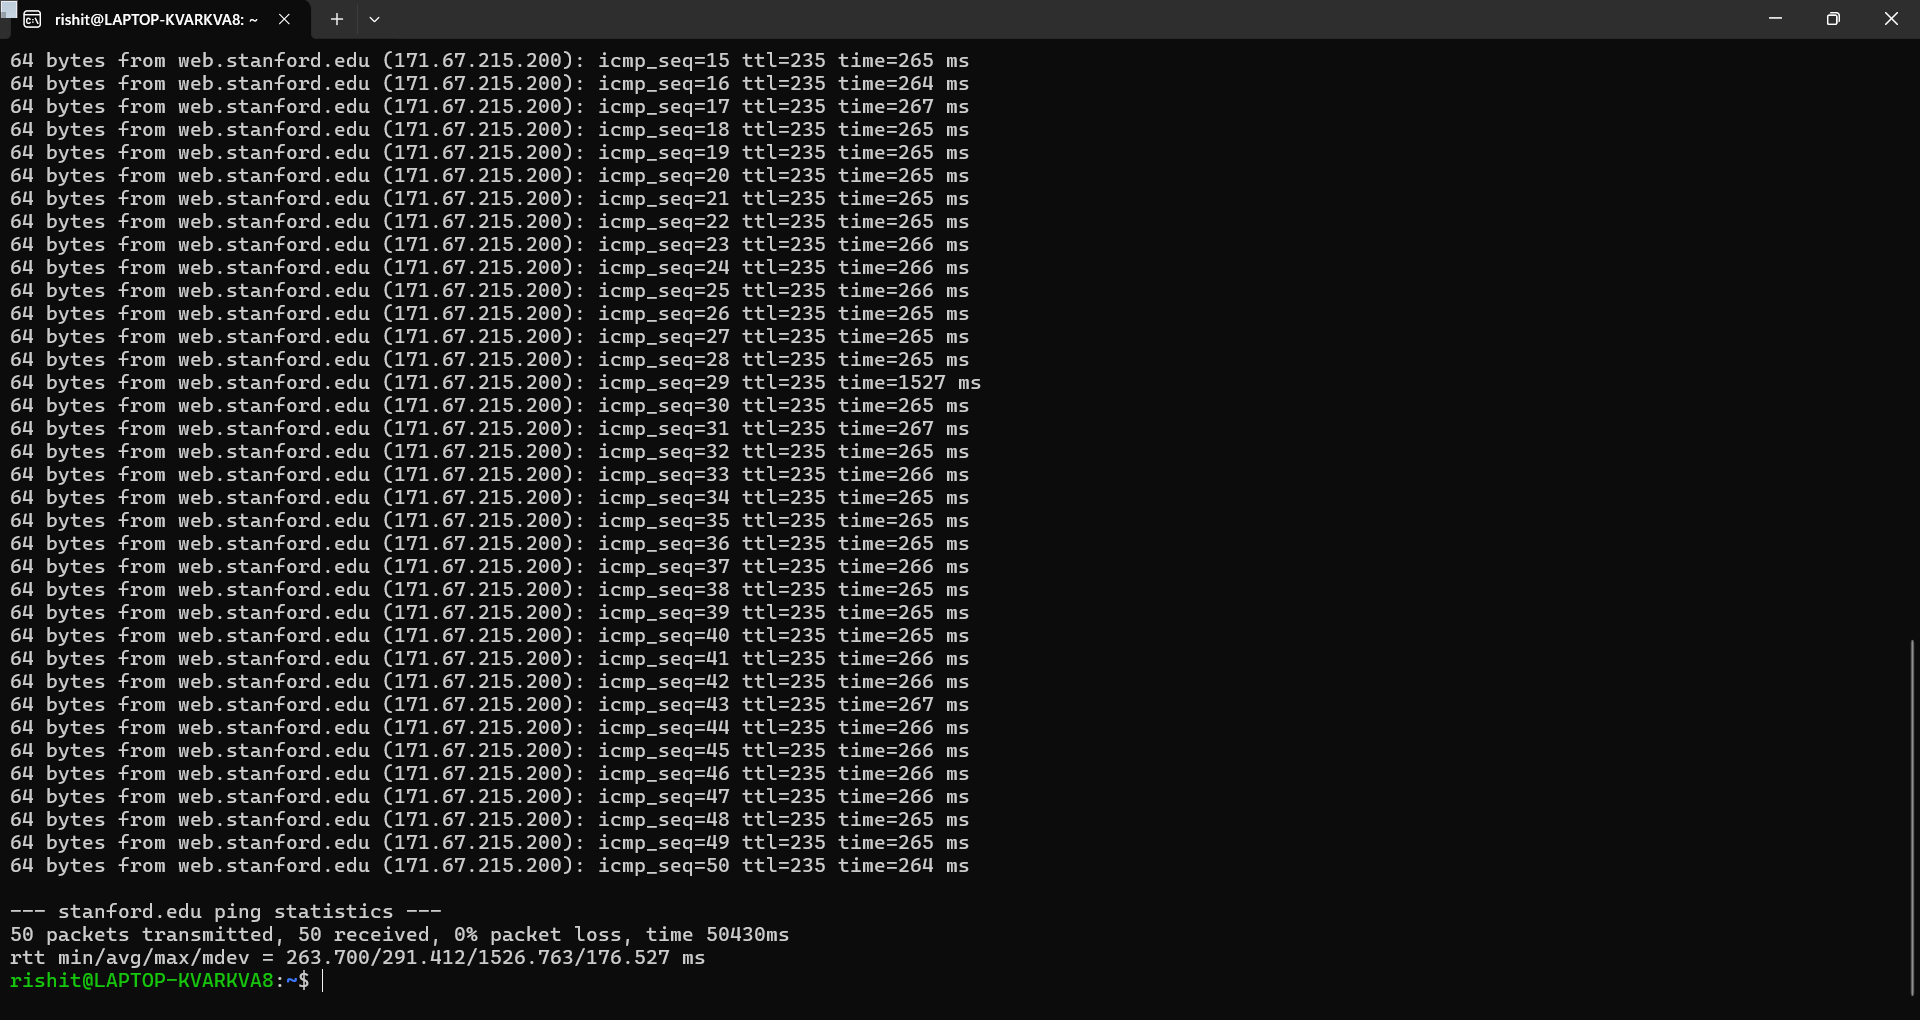 rishit@LAPTOP-KVARKVA8: ~
64 bytes from web.stanford.edu (171.67.215.200): icmp_seq=15 ttl=235 time=265 ms
64 bytes from web.stanford.edu (171.67.215.200): icmp_seq=16 ttl=235 time=264 ms
64 bytes from web.stanford.edu (171.67.215.200): icmp_seq=17 ttl=235 time=267 ms
64 bytes from web.stanford.edu (171.67.215.200): icmp_seq=18 ttl=235 time=265 ms
64 bytes from web.stanford.edu (171.67.215.200): icmp_seq=19 ttl=235 time=265 ms
64 bytes from web.stanford.edu (171.67.215.200): icmp_seq=20 ttl=235 time=265 ms
64 bytes from web.stanford.edu (171.67.215.200): icmp_seq=21 ttl=235 time=265 ms
64 bytes from web.stanford.edu (171.67.215.200): icmp_seq=22 ttl=235 time=265 ms
64 bytes from web.stanford.edu (171.67.215.200): icmp_seq=23 ttl=235 time=266 ms
64 bytes from web.stanford.edu (171.67.215.200): icmp_seq=24 ttl=235 time=266 ms
64 bytes from web.stanford.edu (171.67.215.200): icmp_seq=25 ttl=235 time=266 ms
64 bytes from web.stanford.edu (171.67.215.200): icmp_seq=26 ttl=235 time=265 ms
64 bytes from web.stanford.edu (171.67.215.200): icmp_seq=27 ttl=235 time=265 ms
64 bytes from web.stanford.edu (171.67.215.200): icmp_seq=28 ttl=235 time=265 ms
64 bytes from web.stanford.edu (171.67.215.200): icmp_seq=29 ttl=235 time=1527 ms
64 bytes from web.stanford.edu (171.67.215.200): icmp_seq=30 ttl=235 time=265 ms
64 bytes from web.stanford.edu (171.67.215.200): icmp_seq=31 ttl=235 time=267 ms
64 bytes from web.stanford.edu (171.67.215.200): icmp_seq=32 ttl=235 time=265 ms
64 bytes from web.stanford.edu (171.67.215.200): icmp_seq=33 ttl=235 time=266 ms
64 bytes from web.stanford.edu (171.67.215.200): icmp_seq=34 ttl=235 time=265 ms
64 bytes from web.stanford.edu (171.67.215.200): icmp_seq=35 ttl=235 time=265 ms
64 bytes from web.stanford.edu (171.67.215.200): icmp_seq=36 ttl=235 time=265 ms
64 bytes from web.stanford.edu (171.67.215.200): icmp_seq=37 ttl=235 time=266 ms
64 bytes from web.stanford.edu (171.67.215.200): icmp_seq=38 ttl=235 time=265 ms
64 bytes from web.stanford.edu (171.67.215.200): icmp_seq=39 ttl=235 time=265 ms
64 bytes from web.stanford.edu (171.67.215.200): icmp_seq=40 ttl=235 time=265 ms
64 bytes from web.stanford.edu (171.67.215.200): icmp_seq=41 ttl=235 time=266 ms
64 bytes from web.stanford.edu (171.67.215.200): icmp_seq=42 ttl=235 time=266 ms
64 bytes from web.stanford.edu (171.67.215.200): icmp_seq=43 ttl=235 time=267 ms
64 bytes from web.stanford.edu (171.67.215.200): icmp_seq=44 ttl=235 time=266 ms
64 bytes from web.stanford.edu (171.67.215.200): icmp_seq=45 ttl=235 time=266 ms
64 bytes from web.stanford.edu (171.67.215.200): icmp_seq=46 ttl=235 time=266 ms
64 bytes from web.stanford.edu (171.67.215.200): icmp_seq=47 ttl=235 time=266 ms
64 bytes from web.stanford.edu (171.67.215.200): icmp_seq=48 ttl=235 time=265 ms
64 bytes from web.stanford.edu (171.67.215.200): icmp_seq=49 ttl=235 time=265 ms
64 bytes from web.stanford.edu (171.67.215.200): icmp_seq=50 ttl=235 time=264 ms

--- stanford.edu ping statistics ---
50 packets transmitted, 50 received, 0% packet loss, time 50430ms
rtt min/avg/max/mdev = 263.700/291.412/1526.763/176.527 ms
rishit@LAPTOP-KVARKVA8:~$